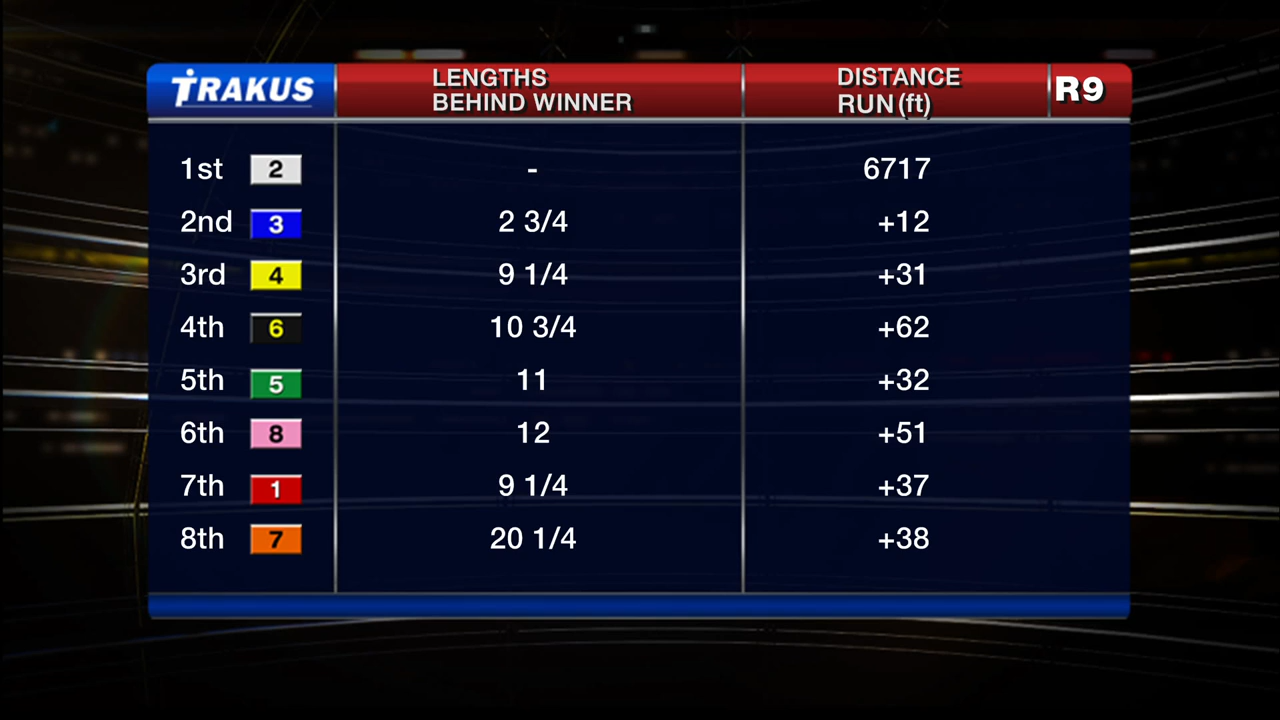 TRAKUS
LENGTHS
BEHIND WINNER
DISTANCE
RUN (ft)
R9
1st 2 - 6717
2nd 3 2 3/4 +12
3rd 4 9 1/4 +31
4th 6 10 3/4 +62
5th 5 11 +32
6th 8 12 +51
7th 1 9 1/4 +37
8th 7 20 1/4 +38